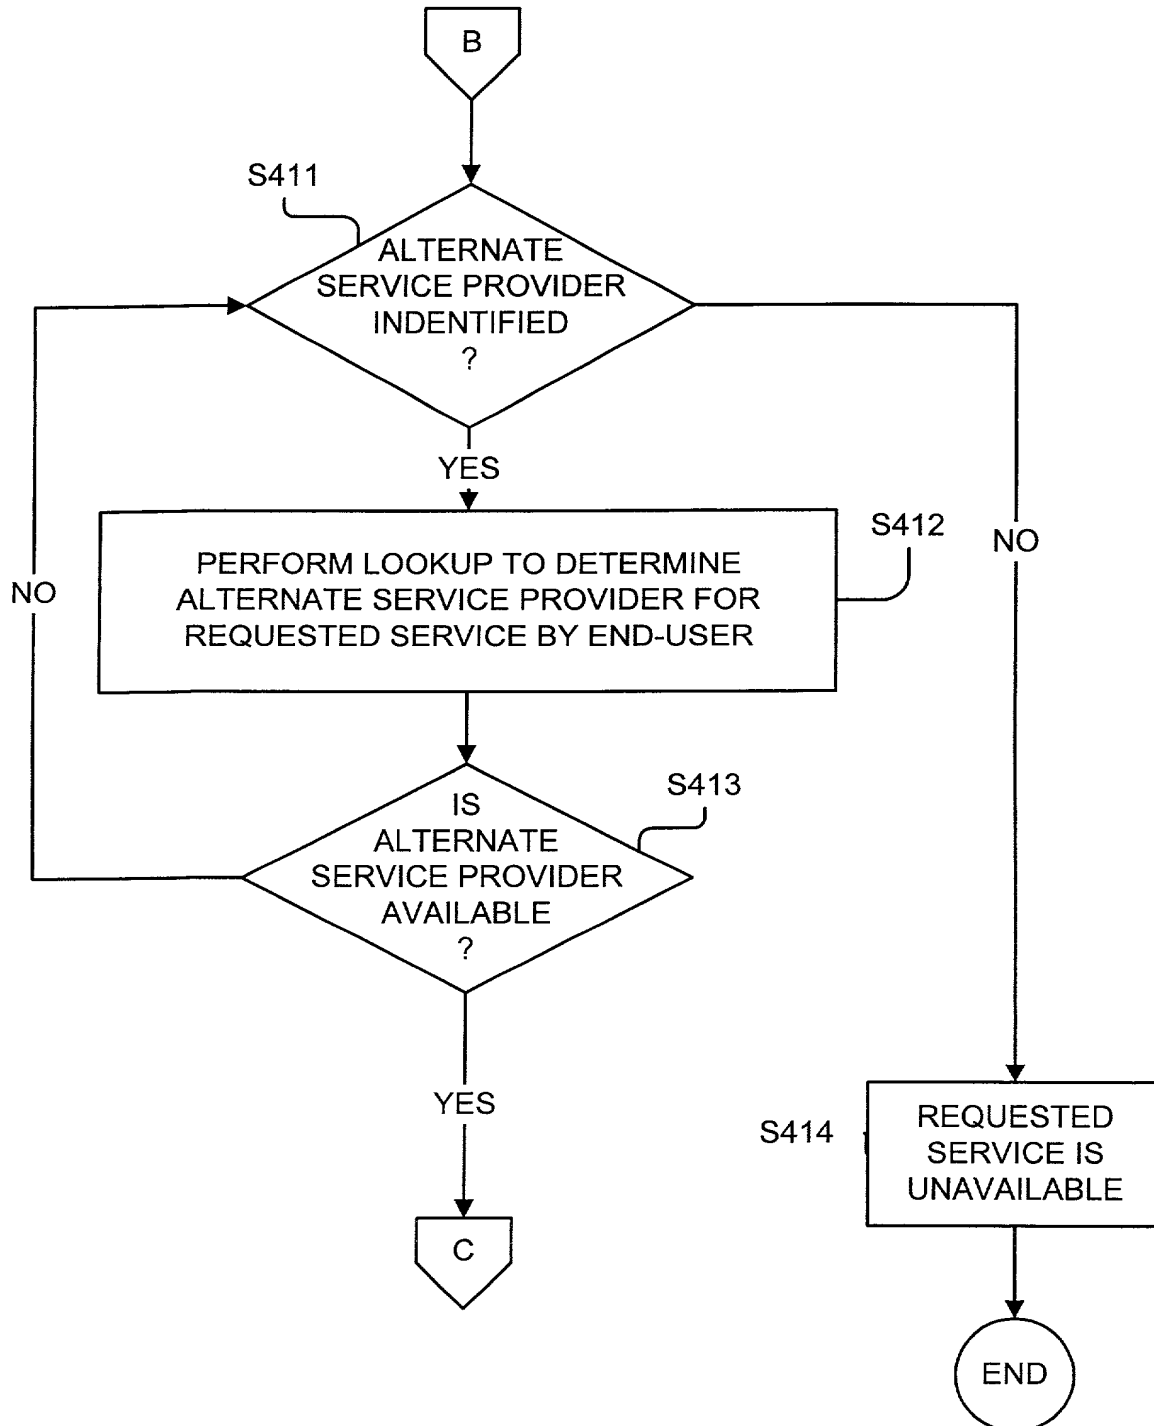 B
S411
ALTERNATE
SERVICE PROVIDER
INDENTIFIED
?
YES
NO
NO
S412
PERFORM LOOKUP TO DETERMINE
ALTERNATE SERVICE PROVIDER FOR
REQUESTED SERVICE BY END-USER
S413
IS
ALTERNATE
SERVICE PROVIDER
AVAILABLE
?
YES
C
S414
REQUESTED
SERVICE IS
UNAVAILABLE
END